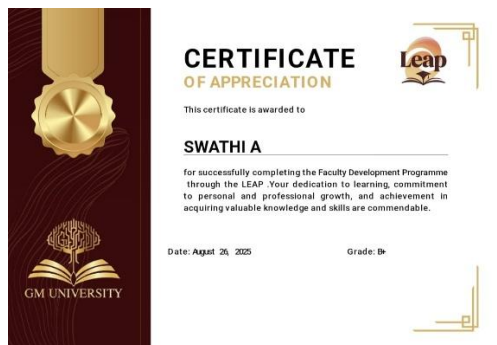 CERTIFICATE
OF APPRECIATION
Leap
This certificate is awarded to
SWATHI A
for successfully completing the Faculty Development Programme
through the LEAP .Your dedication to learning, commitment
to personal and professional growth, and achievement in
acquiring valuable knowledge and skills are commendable.
Date: August 26, 2025
Grade: B+
GM UNIVERSITY